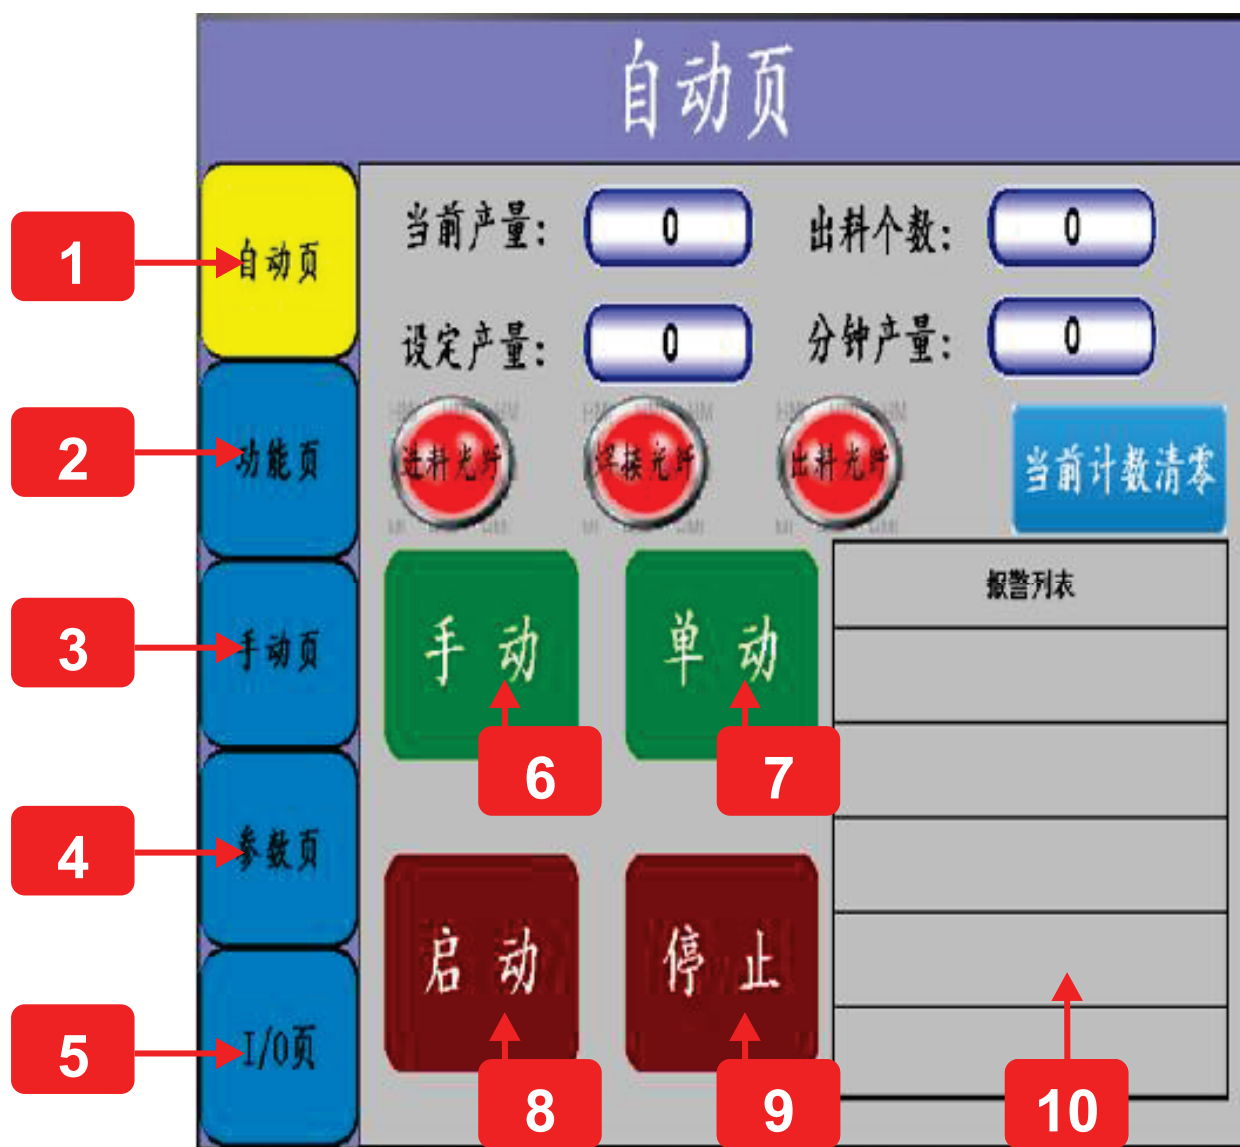 自动页
1
自动页
当前产量: 0
出料个数: 0
设定产量: 0
分钟产量: 0
2
功能页
进料光纤
焊接光纤
出料光纤
当前计数清零
报警列表
3
手动页
手动
单动
6
7
4
参数页
启动
停止
5
I/O页
8
9
10